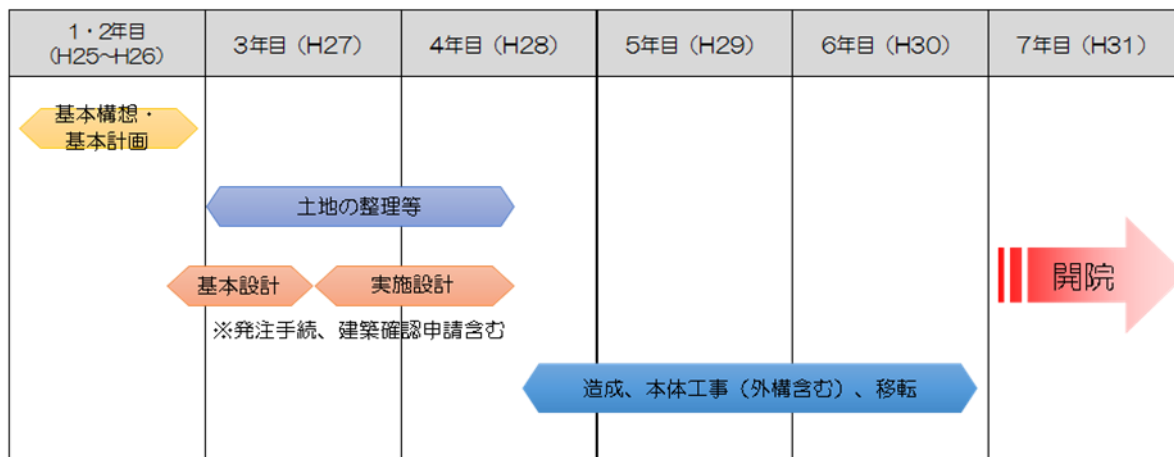 1・2年目
(H25~H26)
3年目（H27）
4年目（H28）
5年目（H29）
6年目（H30）
7年目（H31）
基本構想・
基本計画
土地の整理等
基本設計
実施設計
※発注手続、建築確認申請含む
開院
造成、本体工事（外構含む）、移転